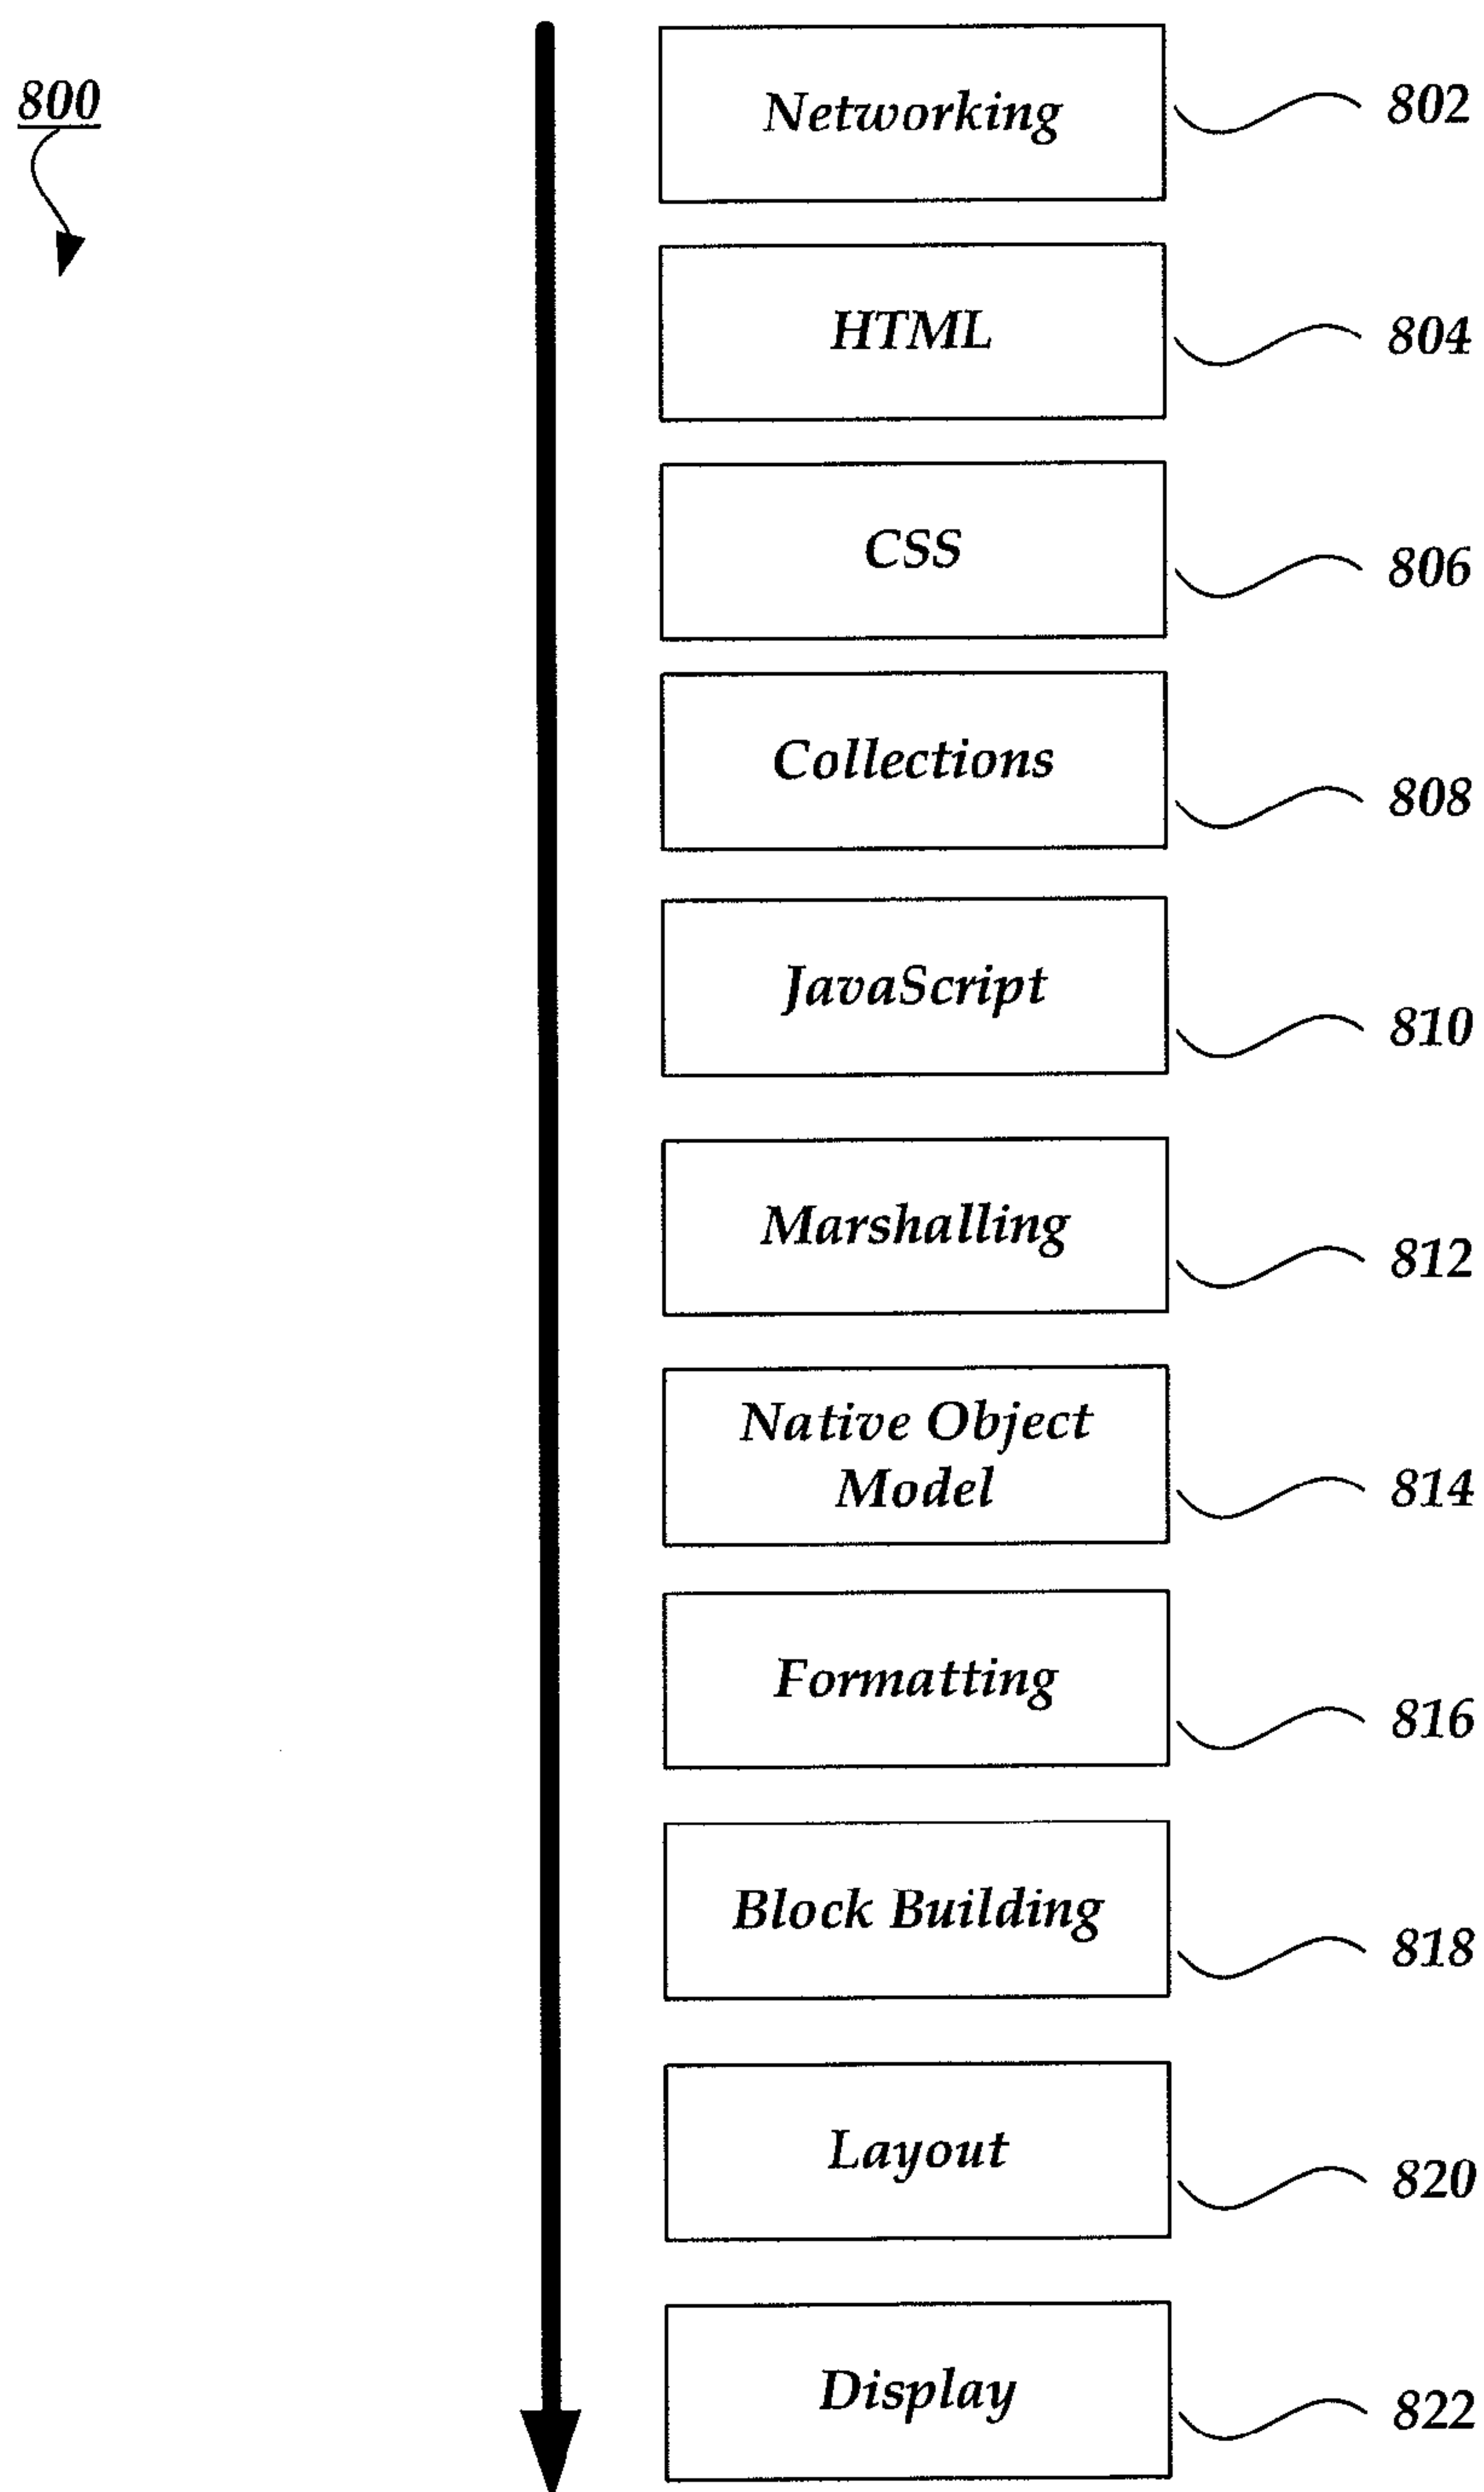 800
Networking 802
HTML 804
CSS 806
Collections 808
JavaScript 810
Marshalling 812
Native Object
Model 814
Formatting 816
Block Building 818
Layout 820
Display 822